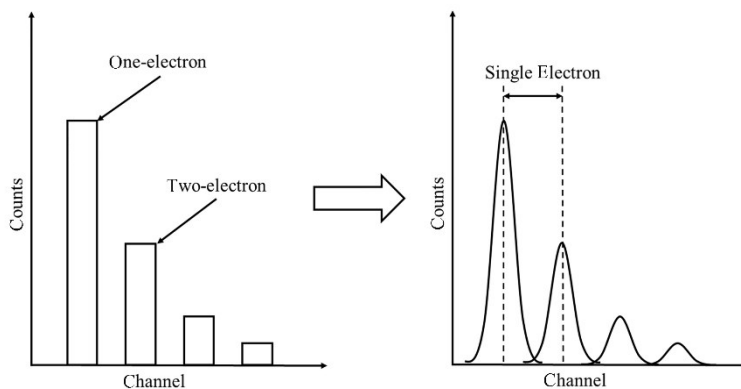 One-electron
Two-electron
Counts
Channel
Single Electron
Counts
Channel